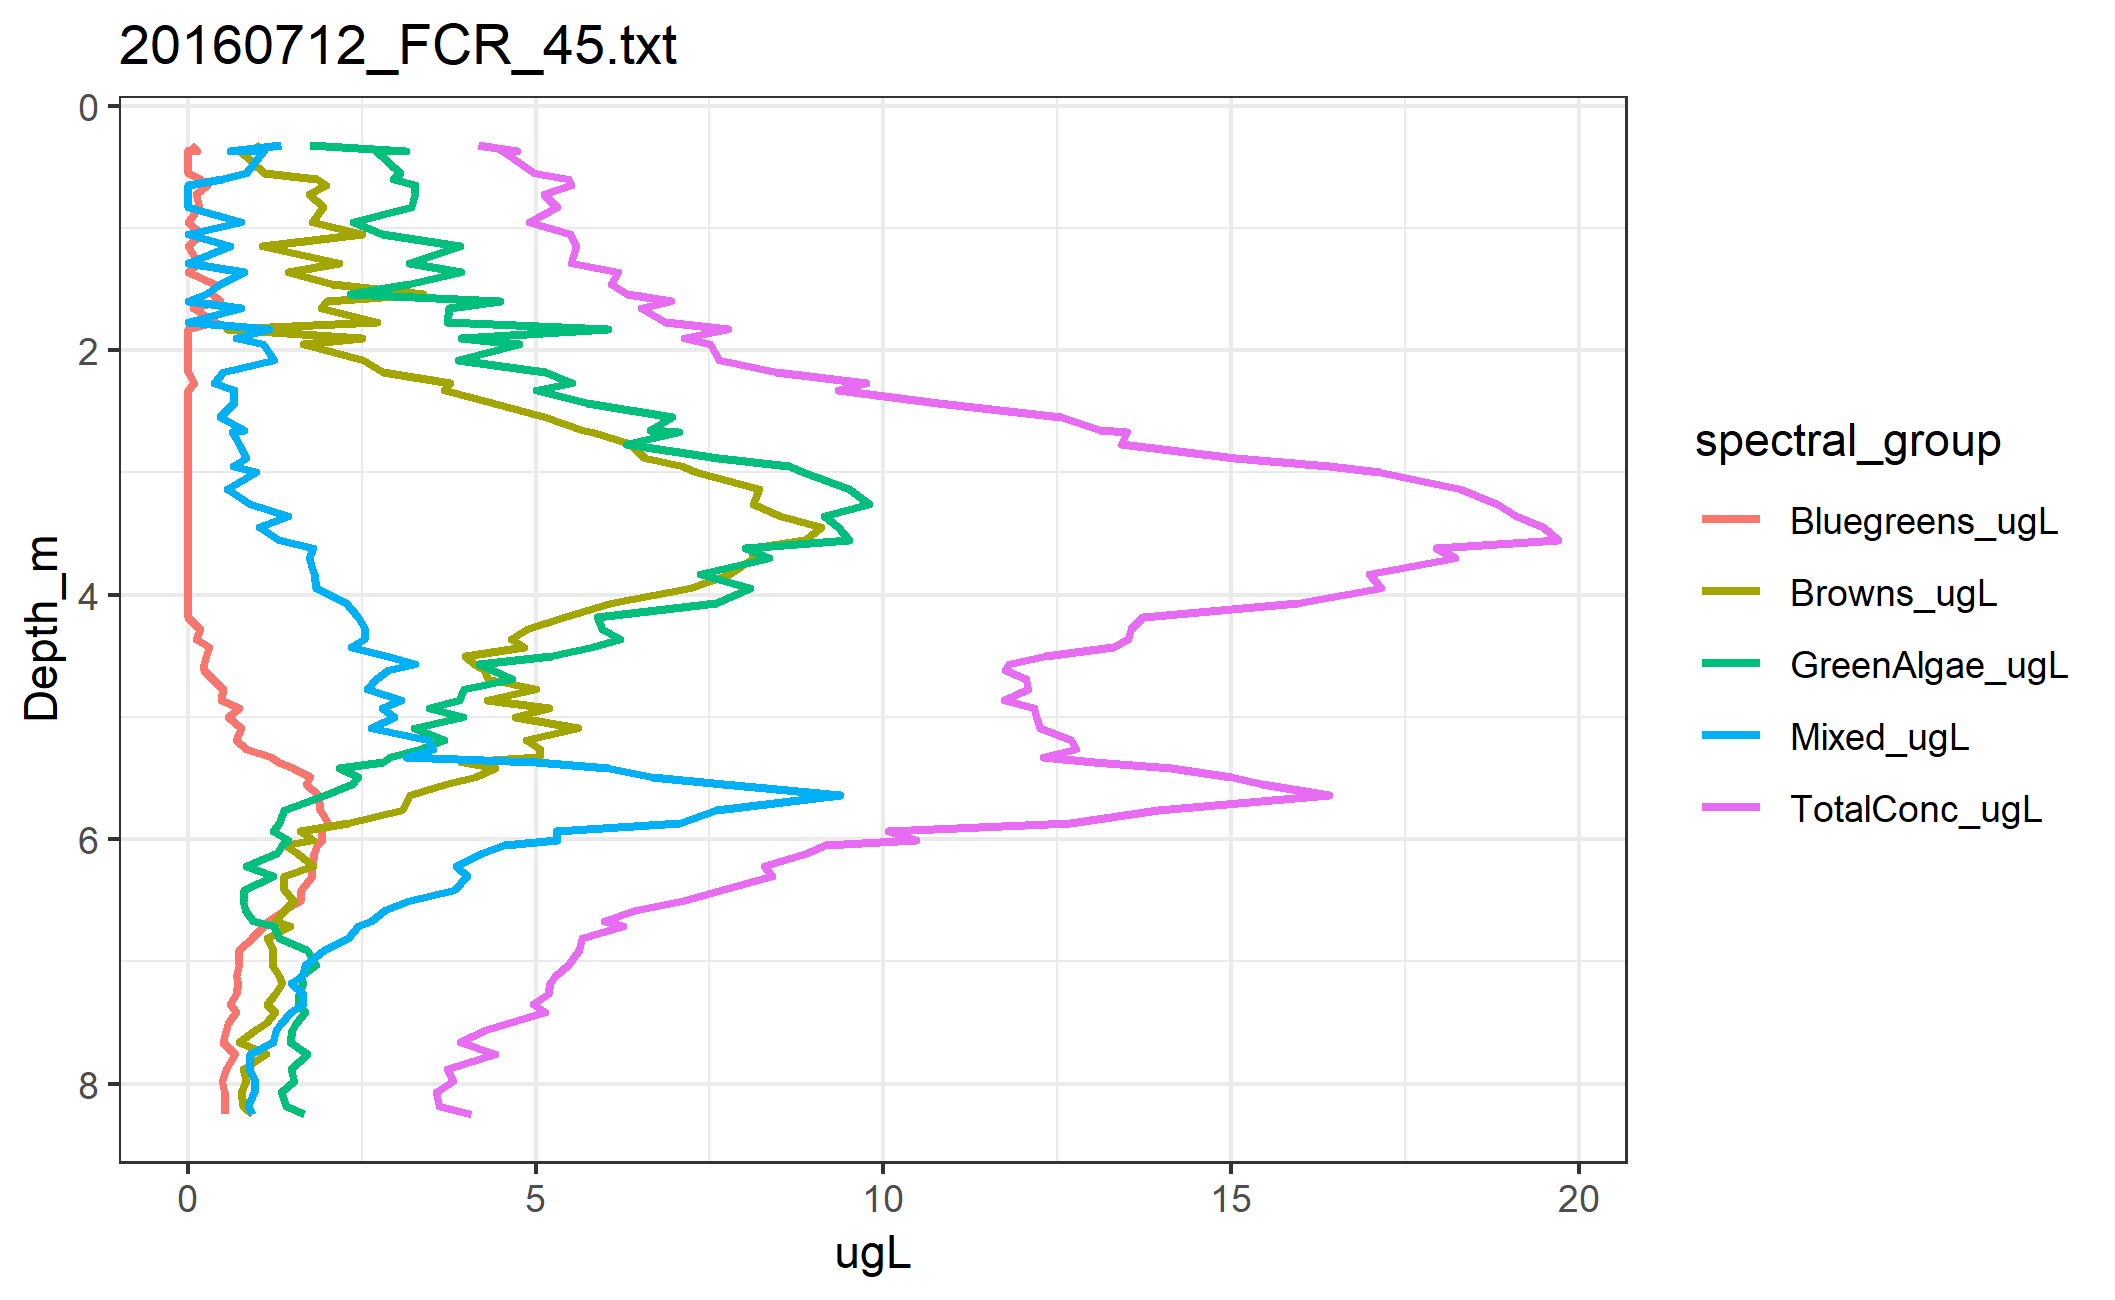 20160712_FCR_45.txt
0
2
4
6
8
Depth_m
0 5 10 15 20
ugL
spectral_group
Bluegreens_ugL
Browns_ugL
GreenAlgae_ugL
Mixed_ugL
TotalConc_ugL